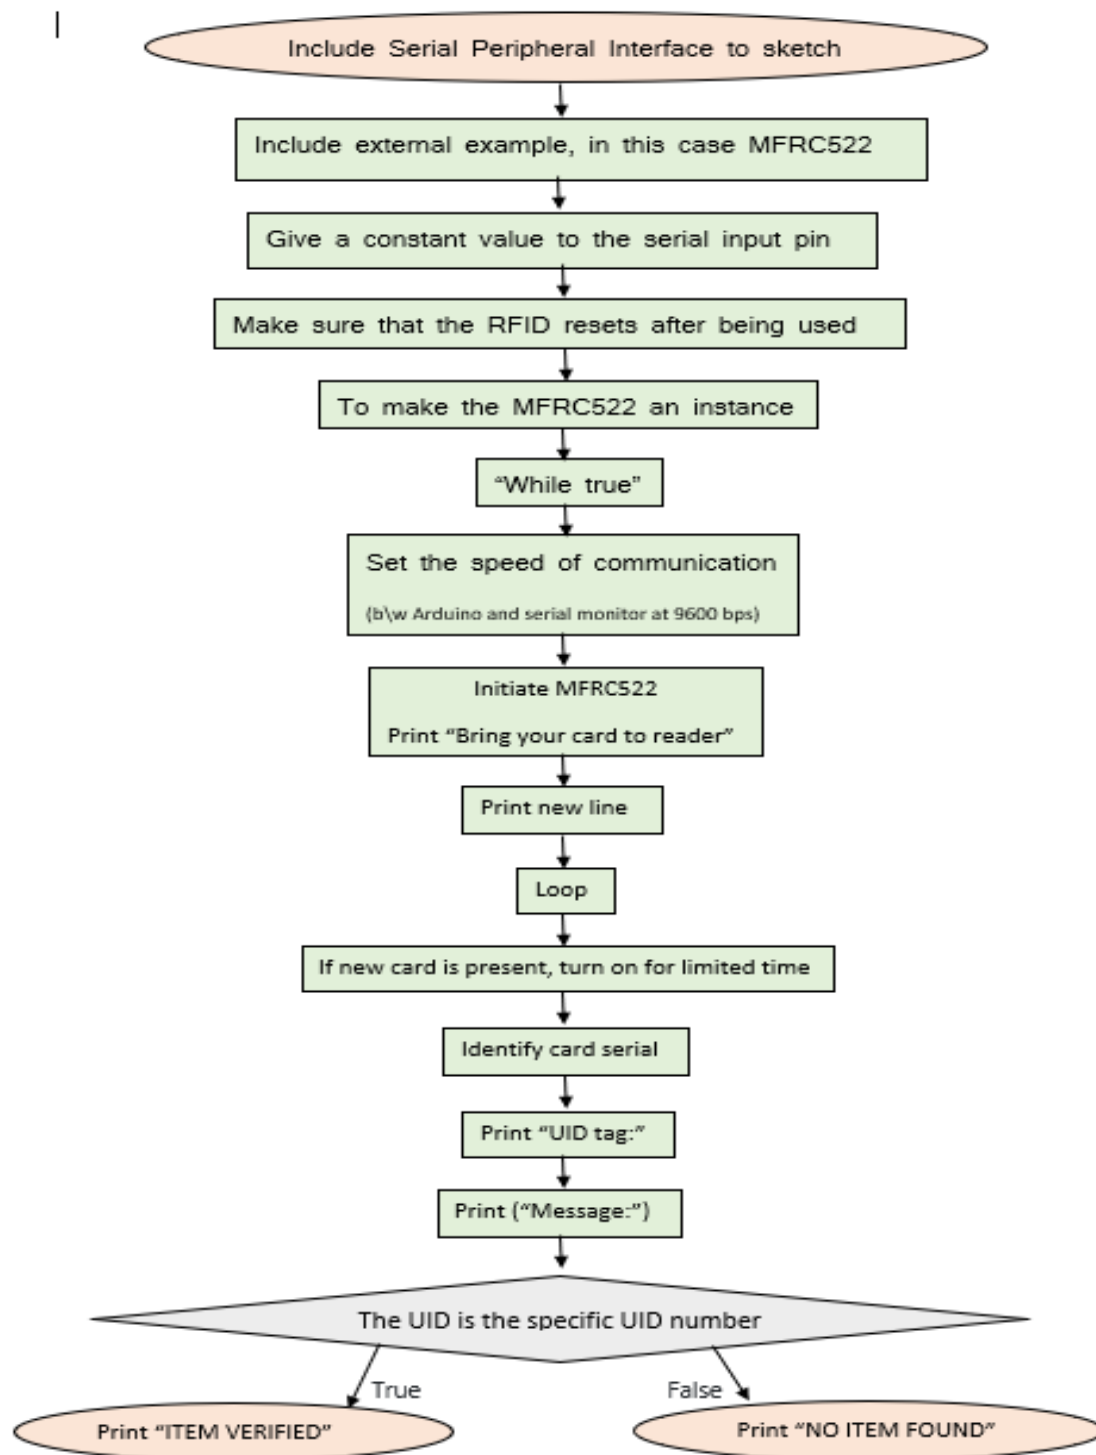 Include Serial Peripheral Interface to sketch
Include external example, in this case MFRC522
Give a constant value to the serial input pin
Make sure that the RFID resets after being used
To make the MFRC522 an instance
“While true”
Set the speed of communication
(b\w Arduino and serial monitor at 9600 bps)
Initiate MFRC522
Print “Bring your card to reader”
Print new line
Loop
If new card is present, turn on for limited time
Identify card serial
Print “UID tag:”
Print (“Message:”)
The UID is the specific UID number
True
False
Print “ITEM VERIFIED”
Print “NO ITEM FOUND”